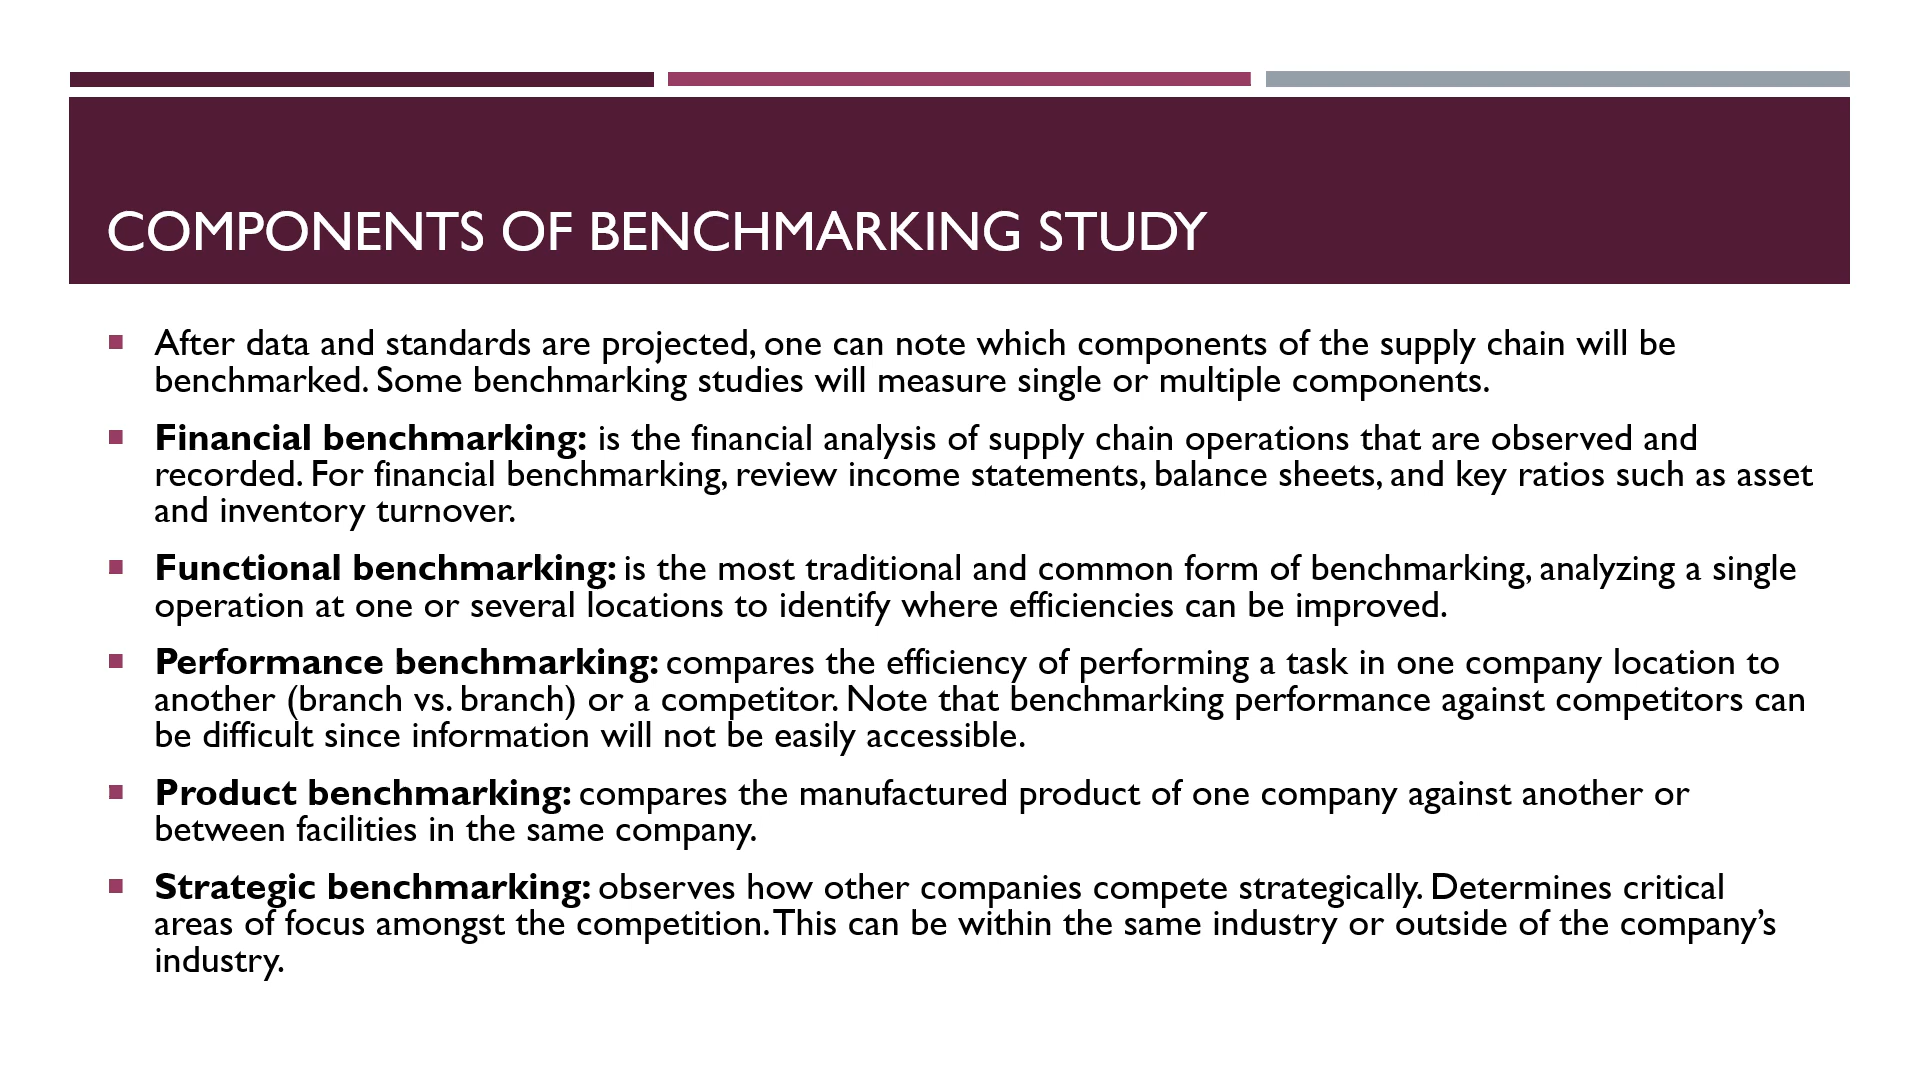 COMPONENTS OF BENCHMARKING STUDY
After data and standards are projected, one can note which components of the supply chain will be
benchmarked. Some benchmarking studies will measure single or multiple components.
Financial benchmarking: is the financial analysis of supply chain operations that are observed and
recorded. For financial benchmarking, review income statements, balance sheets, and key ratios such as asset
and inventory turnover.
Functional benchmarking: is the most traditional and common form of benchmarking, analyzing a single
operation at one or several locations to identify where efficiencies can be improved.
Performance benchmarking: compares the efficiency of performing a task in one company location to
another (branch vs. branch) or a competitor. Note that benchmarking performance against competitors can
be difficult since information will not be easily accessible.
Product benchmarking: compares the manufactured product of one company against another or
between facilities in the same company.
Strategic benchmarking: observes how other companies compete strategically. Determines critical
areas of focus amongst the competition. This can be within the same industry or outside of the company’s
industry.